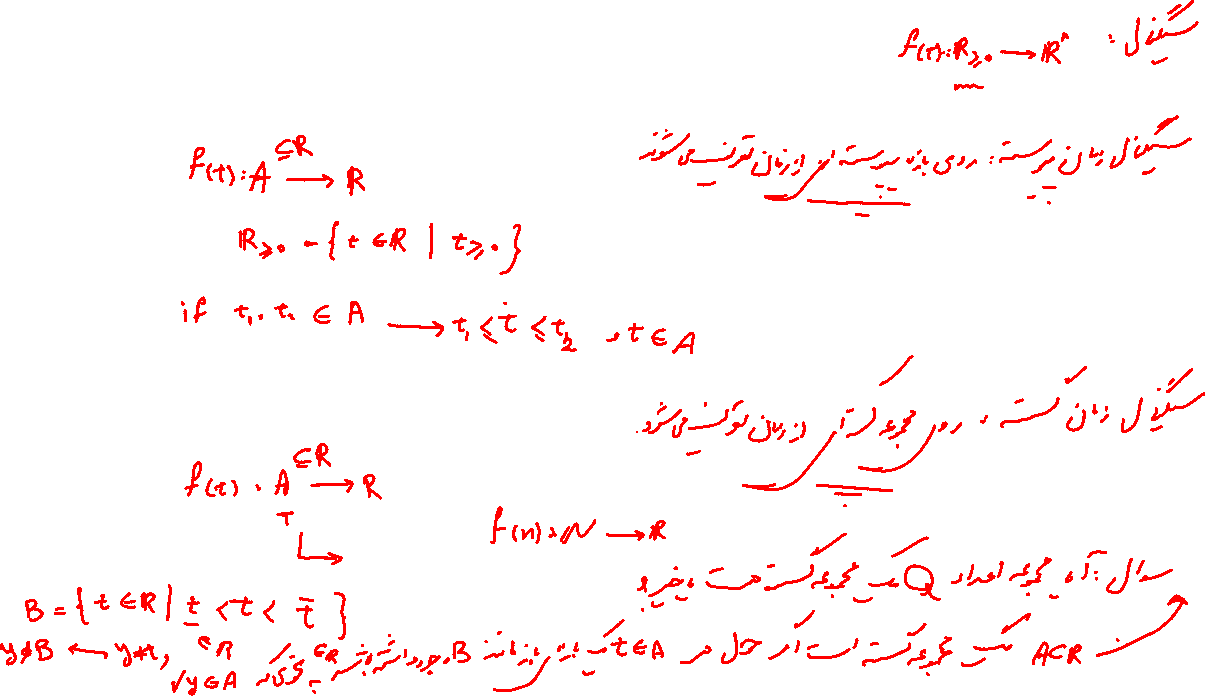 سیگنال : f(t): R≥0 → Rⁿ
سیگنال زمان پیوسته: روی بازه پیوسته ای از زمان تعریف می شوند
f(t): A ⊆R → R
R≥0 = { t ∈ R | t ≥ 0 }
if t₁, t₂ ∈ A → t₁ ≤ t ≤ t₂ , t ∈ A
سیگنال زمان گسسته : روی مجموعه گسسته ای از زمان تعریف می شود.
f(t) : A ⊆R → R
f(n): N → R
سوال : آیا مجموعه اعداد Q یک مجموعه گسسته هست یا خیر؟
A⊂R یک مجموعه گسسته است اگر حول هر t∈A یک بازه باز مانند B وجود داشته باشد
B = { t ∈ R | t < t < t̄ }
∀y∈A , y≠t → y∉B